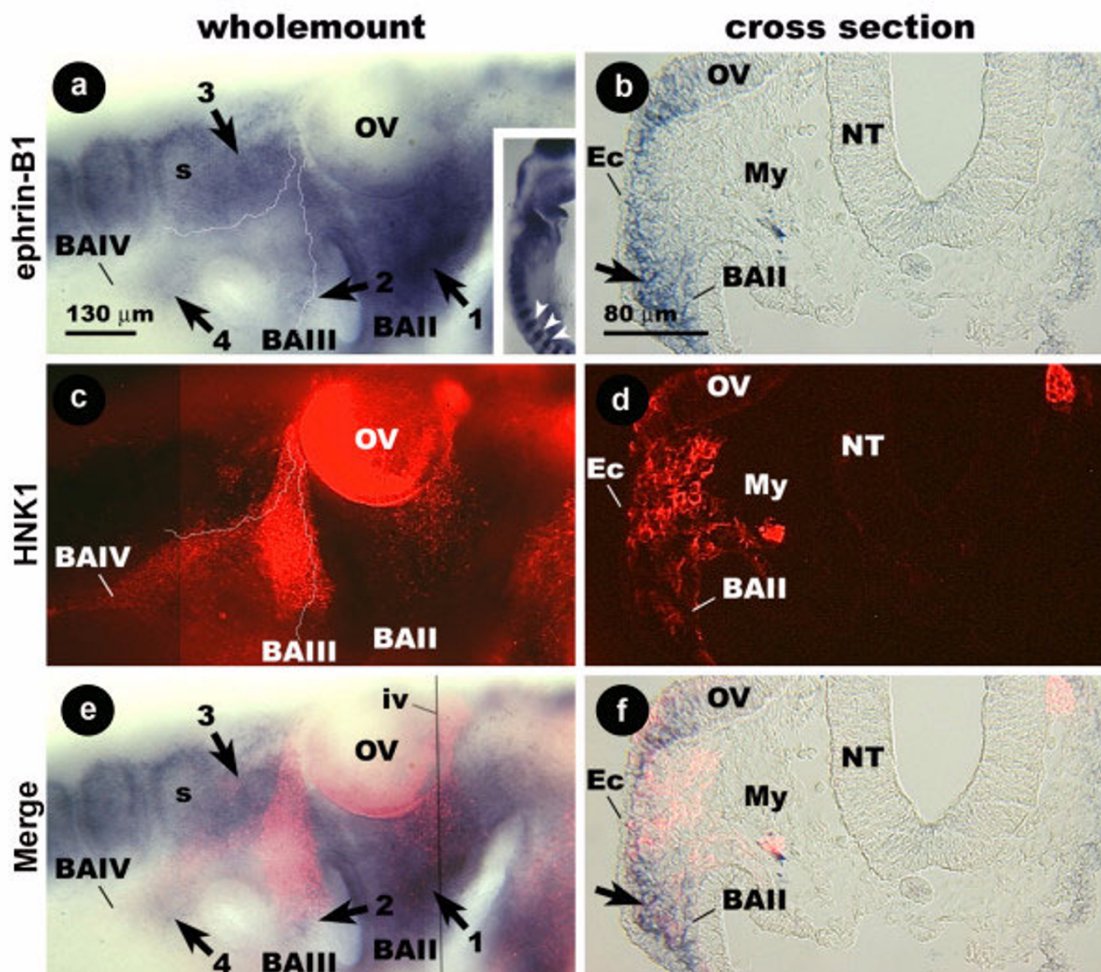 wholemount cross section
ephrin-B1
a
3
OV
s
BAIV
130 μm
4
BAIII
2
BAII
1
b
OV
Ec
NT
My
BAII
80 μm
HNK1
c
OV
BAIV
BAIII
BAII
d
OV
Ec
NT
My
BAII
Merge
e
iv
3
OV
s
BAIV
4
BAIII
2
BAII
1
f
OV
Ec
NT
My
BAII